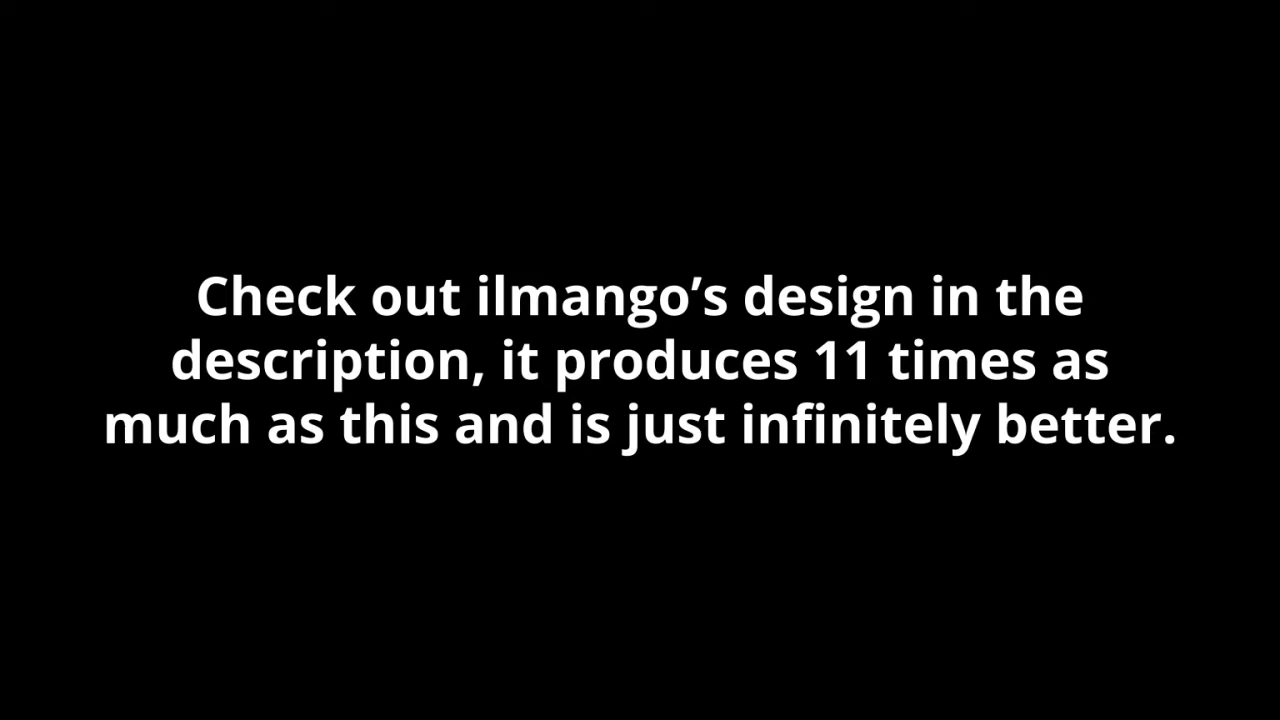 Check out ilmango’s design in the
description, it produces 11 times as
much as this and is just infinitely better.